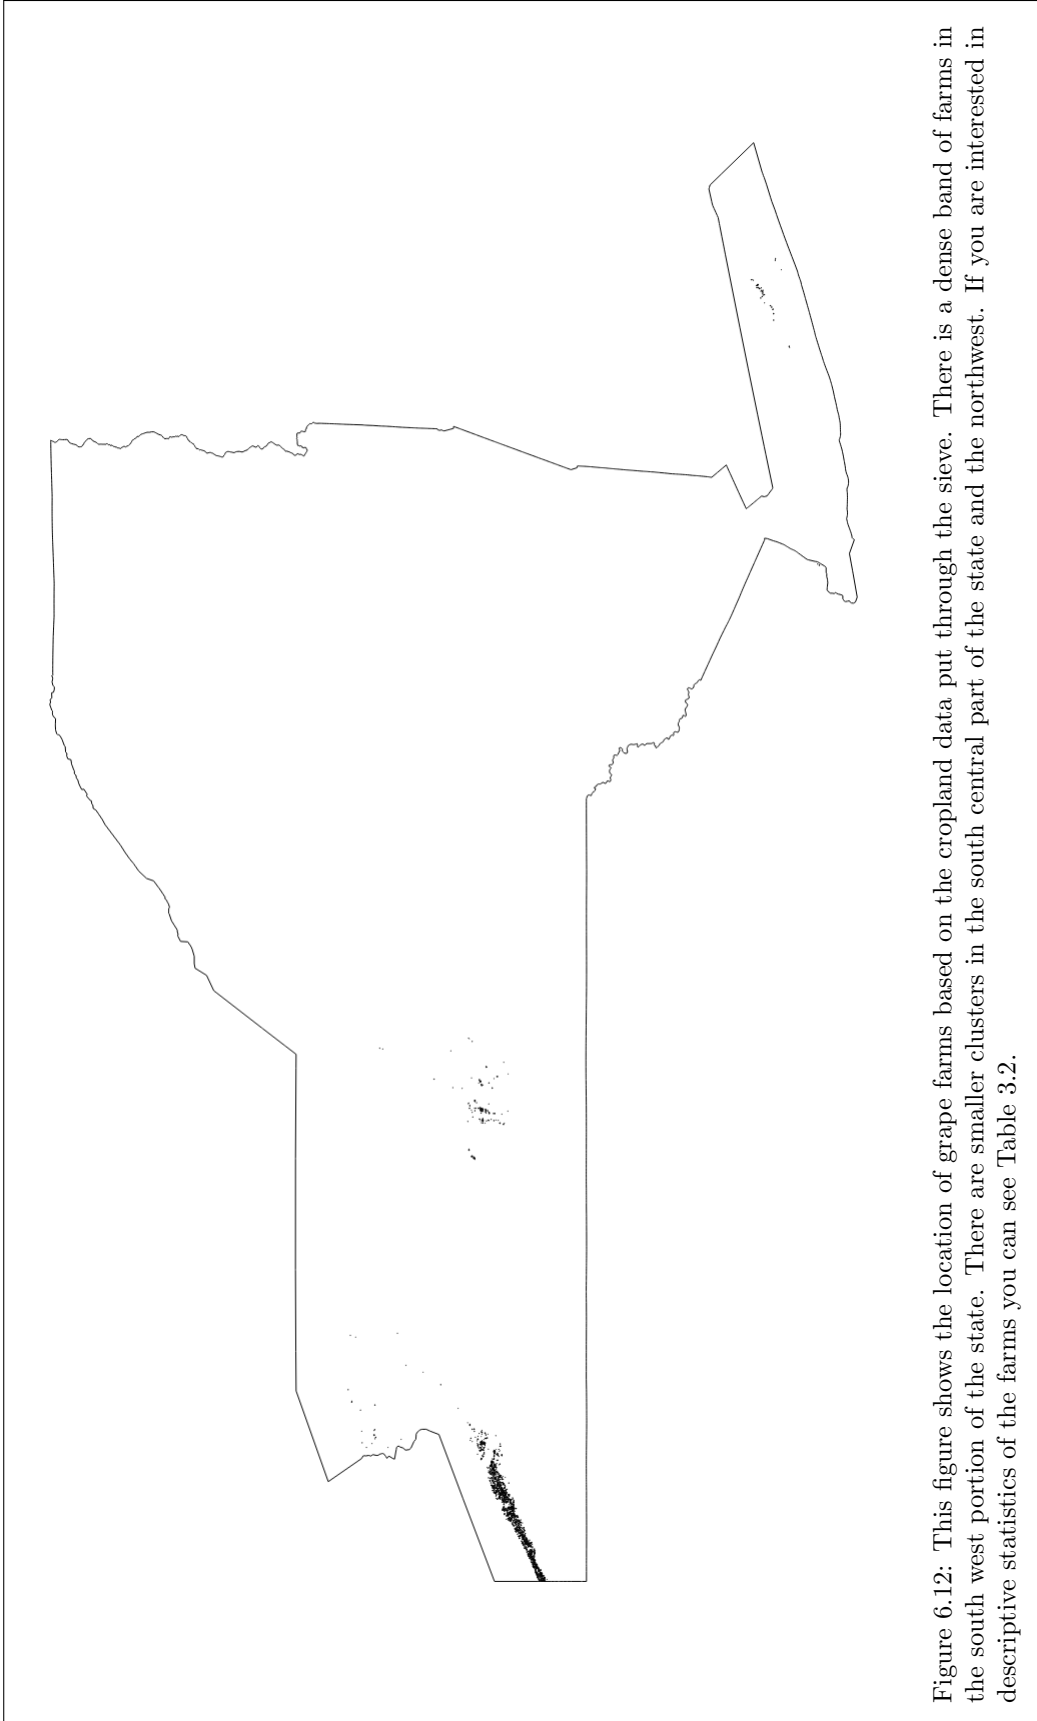 Figure 6.12: This figure shows the location of grape farms based on the cropland data put through the sieve. There is a dense band of farms in
the south west portion of the state. There are smaller clusters in the south central part of the state and the northwest. If you are interested in
descriptive statistics of the farms you can see Table 3.2.